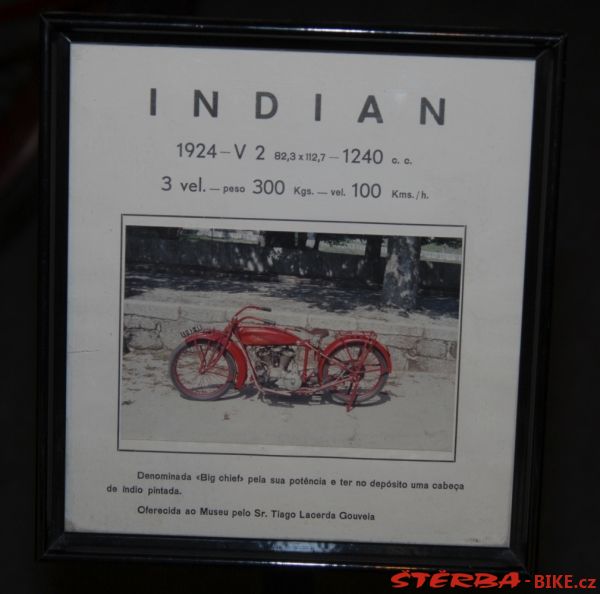 INDIAN
1924 – V 2 82,3 x 112,7 – 1240 c. c.
3 vel. – peso 300 Kgs. – vel. 100 Kms./h.
Denominada «Big chief» pela sua potência e ter no depósito uma cabeça
de índio pintada.
Oferecida ao Museu pelo Sr. Tiago Lacerda Gouveia
ŠTĚRBA-BIKE.cz